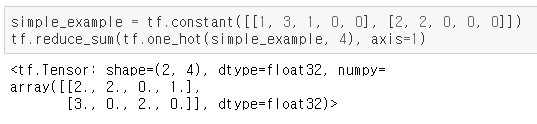 simple_example = tf.constant([[1, 3, 1, 0, 0], [2, 2, 0, 0, 0]])
tf.reduce_sum(tf.one_hot(simple_example, 4), axis=1)
<tf.Tensor: shape=(2, 4), dtype=float32, numpy=
array([[2., 2., 0., 1.],
       [3., 0., 2., 0.]], dtype=float32)>